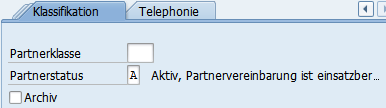 Klassifikation Telephonie
Partnerklasse
Partnerstatus A Aktiv, Partnervereinbarung ist einsatzber…
Archiv